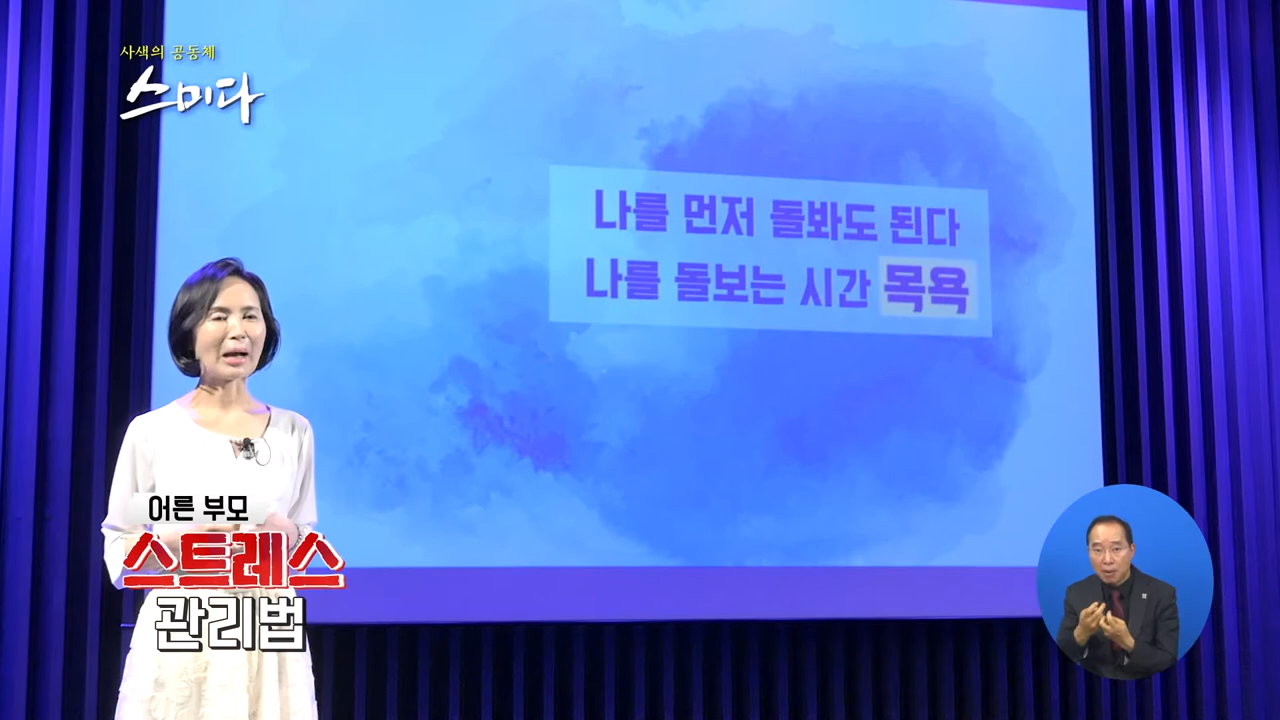 사색의 공동체
스미다
나를 먼저 돌봐도 된다
나를 돌보는 시간 목욕
어른 부모
스트레스
관리법